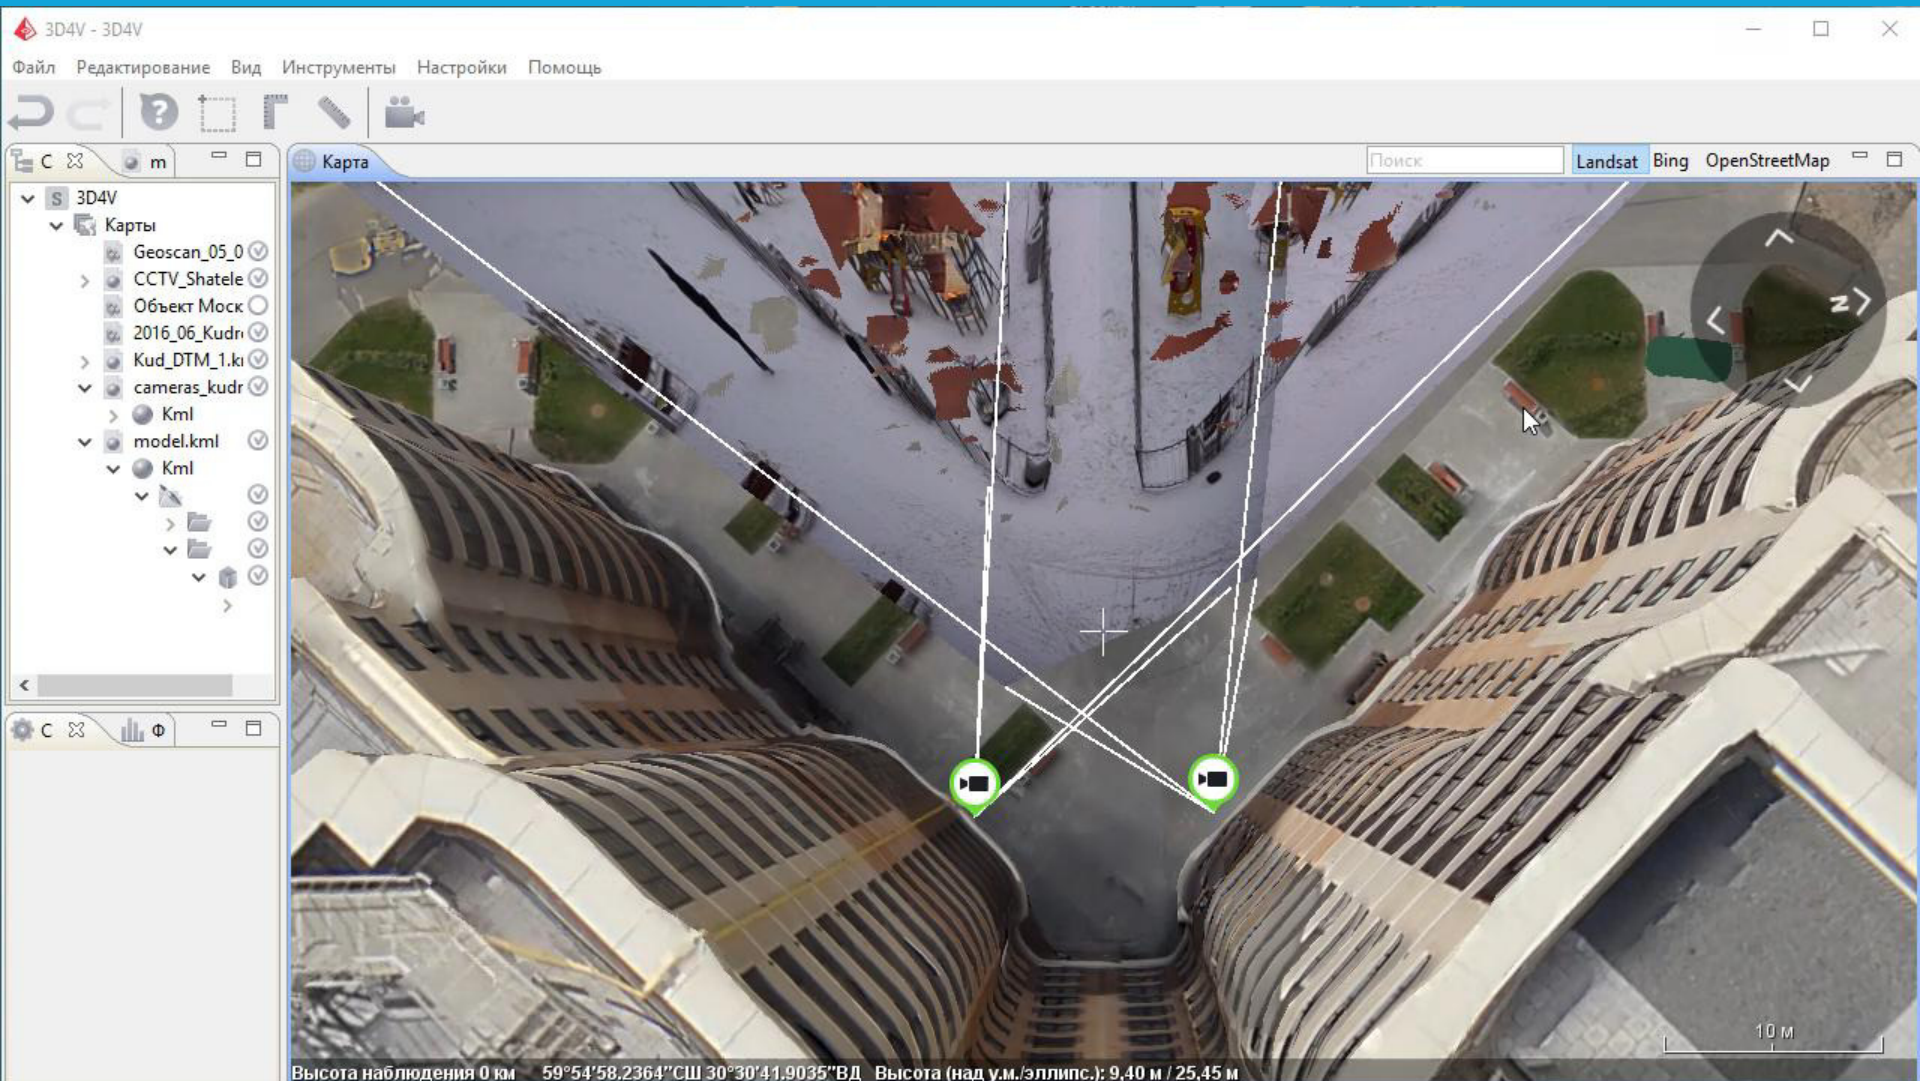 3D4V - 3D4V
Файл Редактирование Вид Инструменты Настройки Помощь
С m
Карта
Поиск
Landsat Bing OpenStreetMap
S 3D4V
Карты
Geoscan_05_0
CCTV_Shatele
Объект Моск
2016_06_Kudr
Kud_DTM_1.k
cameras_kudr
Kml
model.kml
Kml
С Ф
N
10 м
Высота наблюдения 0 км 59°54'58.2364"СШ 30°30'41.9035"ВД Высота (над у.м./эллипс.): 9,40 м / 25,45 м